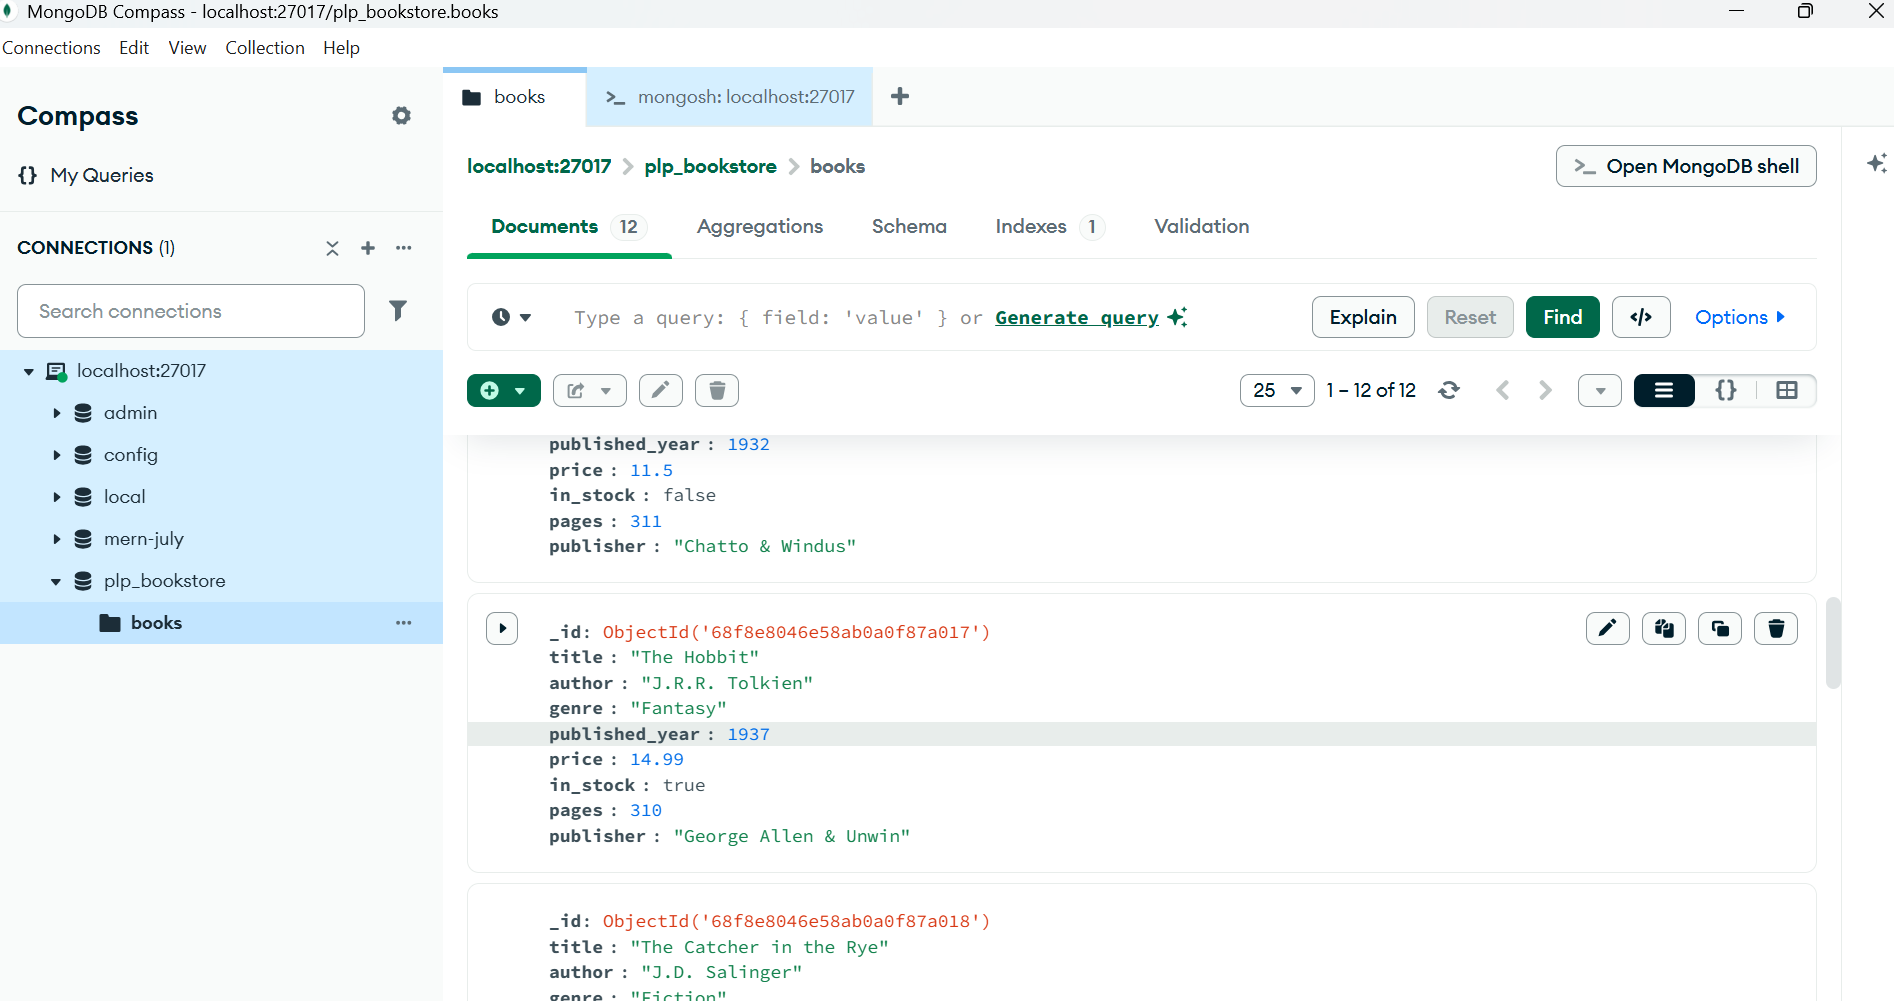 MongoDB Compass - localhost:27017/plp_bookstore.books
Connections Edit View Collection Help
Compass
{} My Queries
CONNECTIONS (1)
Search connections
localhost:27017
admin
config
local
mern-july
plp_bookstore
books
books
>_ mongosh: localhost:27017
localhost:27017 > plp_bookstore > books
>_ Open MongoDB shell
Documents 12 Aggregations Schema Indexes 1 Validation
Type a query: { field: 'value' } or Generate query
Explain Reset Find </> Options
25 1 – 12 of 12 {}
published_year : 1932
price : 11.5
in_stock : false
pages : 311
publisher : "Chatto & Windus"
_id: ObjectId('68f8e8046e58ab0a0f87a017')
title : "The Hobbit"
author : "J.R.R. Tolkien"
genre : "Fantasy"
published_year : 1937
price : 14.99
in_stock : true
pages : 310
publisher : "George Allen & Unwin"
_id: ObjectId('68f8e8046e58ab0a0f87a018')
title : "The Catcher in the Rye"
author : "J.D. Salinger"
genre : "Fiction"